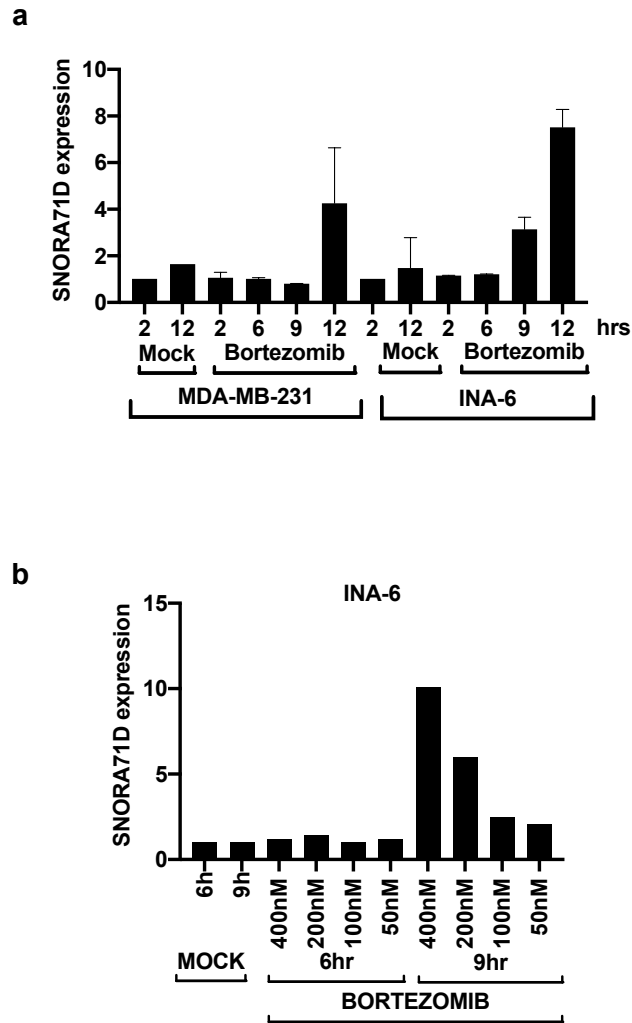 a
SNORA71D expression
10
8
6
4
2
0
2 12 2 6 9 12 2 12 2 6 9 12 hrs
Mock Bortezomib Mock Bortezomib
MDA-MB-231 INA-6
b
INA-6
SNORA71D expression
15
10
5
0
6h 9h 400nM 200nM 100nM 50nM 400nM 200nM 100nM 50nM
MOCK 6hr 9hr
BORTEZOMIB